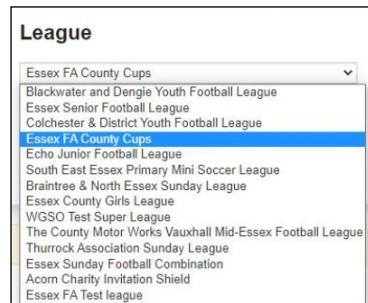 League
Essex FA County Cups
Blackwater and Dengie Youth Football League
Essex Senior Football League
Colchester & District Youth Football League
Essex FA County Cups
Echo Junior Football League
South East Essex Primary Mini Soccer League
Braintree & North Essex Sunday League
Essex County Girls League
WGSO Test Super League
The County Motor Works Vauxhall Mid-Essex Football League
Thurrock Association Sunday League
Essex Sunday Football Combination
Acorn Charity Invitation Shield
Essex FA Test league